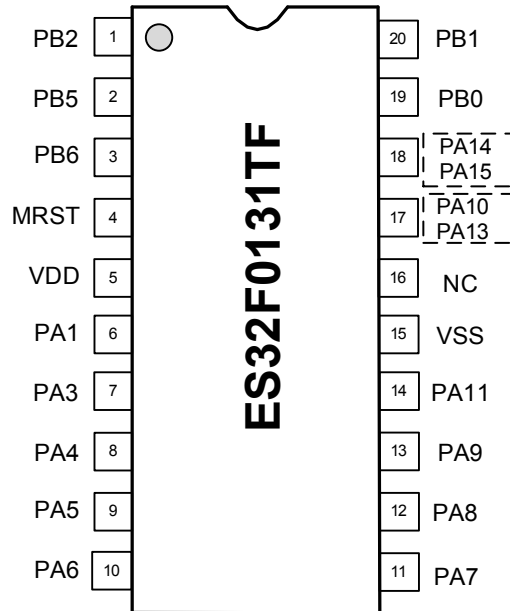 PB2 1 20 PB1
PB5 2 19 PB0
PB6 3 18 PA14
PA15
MRST 4 17 PA10
PA13
VDD 5 16 NC
PA1 6 15 VSS
PA3 7 14 PA11
PA4 8 13 PA9
PA5 9 12 PA8
PA6 10 11 PA7
ES32F0131TF